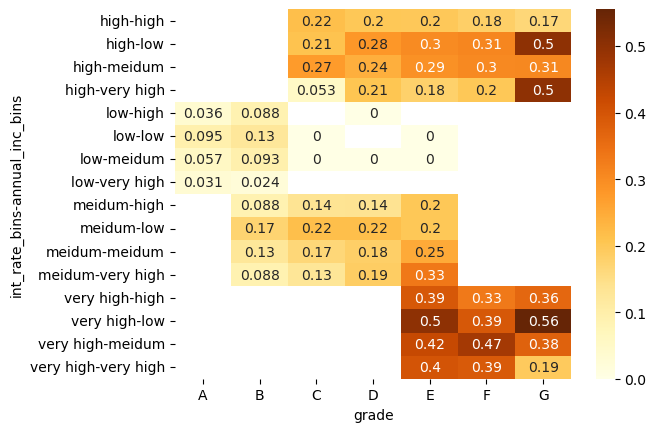 high-high 0.22 0.2 0.2 0.18 0.17
high-low 0.21 0.28 0.3 0.31 0.5
high-meidum 0.27 0.24 0.29 0.3 0.31
high-very high 0.053 0.21 0.18 0.2 0.5
low-high 0.036 0.088 0
low-low 0.095 0.13 0 0
low-meidum 0.057 0.093 0 0 0
low-very high 0.031 0.024
meidum-high 0.088 0.14 0.14 0.2
meidum-low 0.17 0.22 0.22 0.2
meidum-meidum 0.13 0.17 0.18 0.25
meidum-very high 0.088 0.13 0.19 0.33
very high-high 0.39 0.33 0.36
very high-low 0.5 0.39 0.56
very high-meidum 0.42 0.47 0.38
very high-very high 0.4 0.39 0.19
A B C D E F G
grade
int_rate_bins-annual_inc_bins
0.5
0.4
0.3
0.2
0.1
0.0